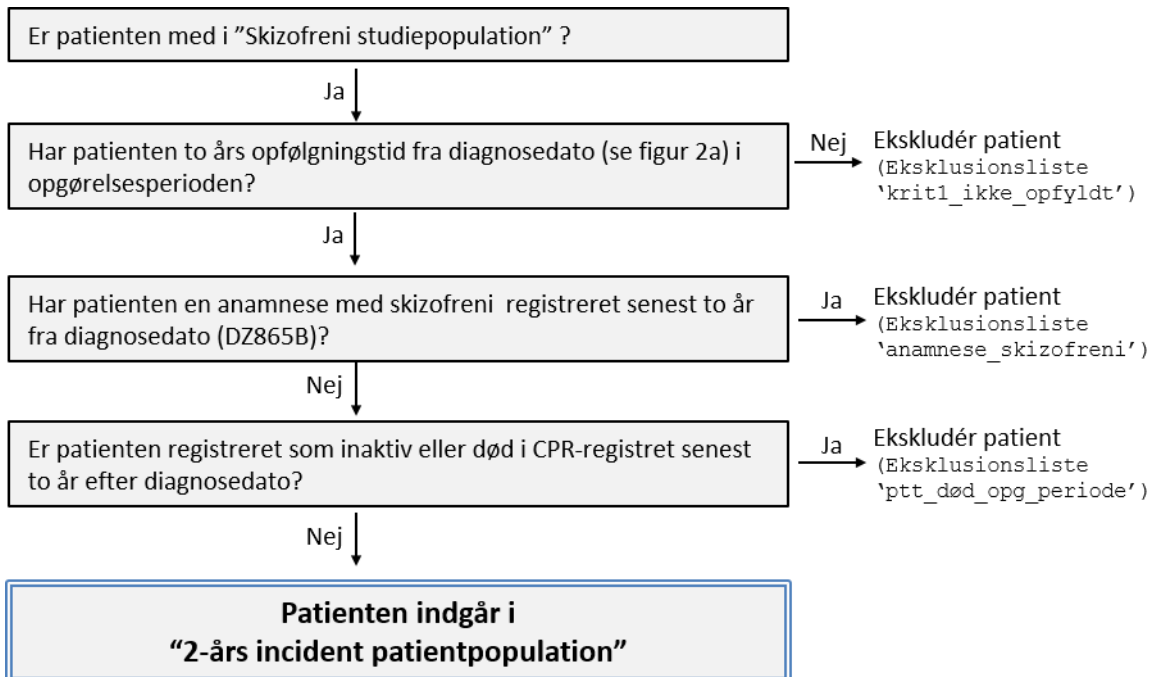 Er patienten med i ”Skizofreni studiepopulation” ?
Ja
Har patienten to års opfølgningstid fra diagnosedato (se figur 2a) i
opgørelsesperioden?
Nej
Ekskludér patient
(Eksklusionsliste
‘krit1_ikke_opfyldt’)
Ja
Har patienten en anamnese med skizofreni registreret senest to år
fra diagnosedato (DZ865B)?
Ja
Ekskludér patient
(Eksklusionsliste
‘anamnese_skizofreni’)
Nej
Er patienten registreret som inaktiv eller død i CPR-registret senest
to år efter diagnosedato?
Ja
Ekskludér patient
(Eksklusionsliste
‘ptt_død_opg_periode’)
Nej
Patienten indgår i
“2-års incident patientpopulation”